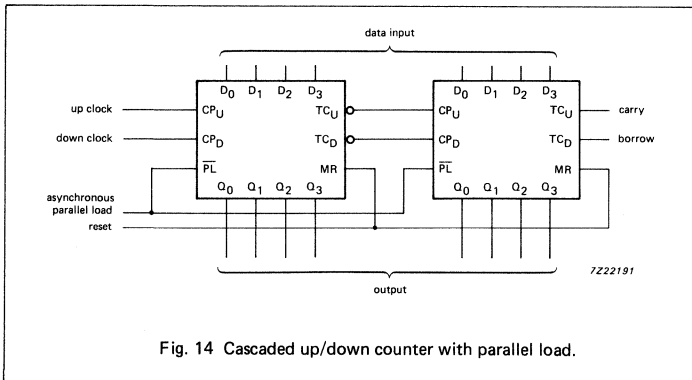 data input
D0 D1 D2 D3 D0 D1 D2 D3
up clock CPU TCU CPU TCU carry
down clock CPD TCD CPD TCD borrow
PL MR PL MR
Q0 Q1 Q2 Q3 Q0 Q1 Q2 Q3
asynchronous
parallel load
reset
7Z22191
output
Fig. 14 Cascaded up/down counter with parallel load.